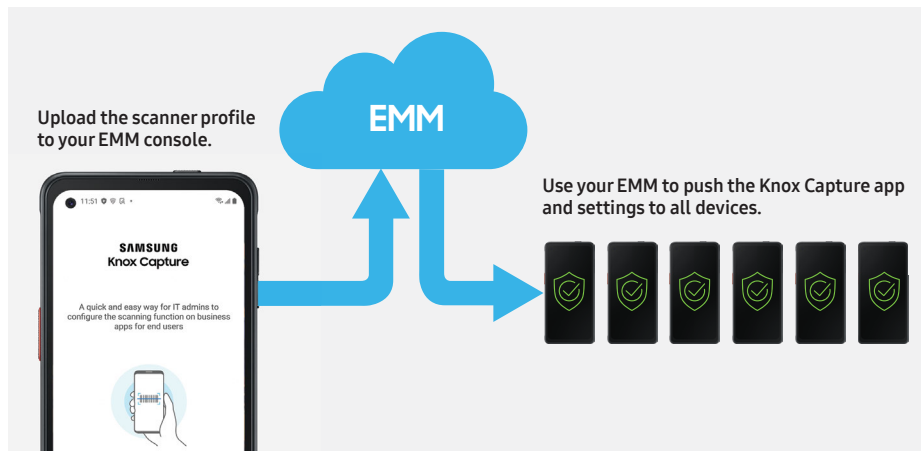 Upload the scanner profile
to your EMM console.
EMM
Use your EMM to push the Knox Capture app
and settings to all devices.
11:51
SAMSUNG
Knox Capture
A quick and easy way for IT admins to
configure the scanning function on business
apps for end users